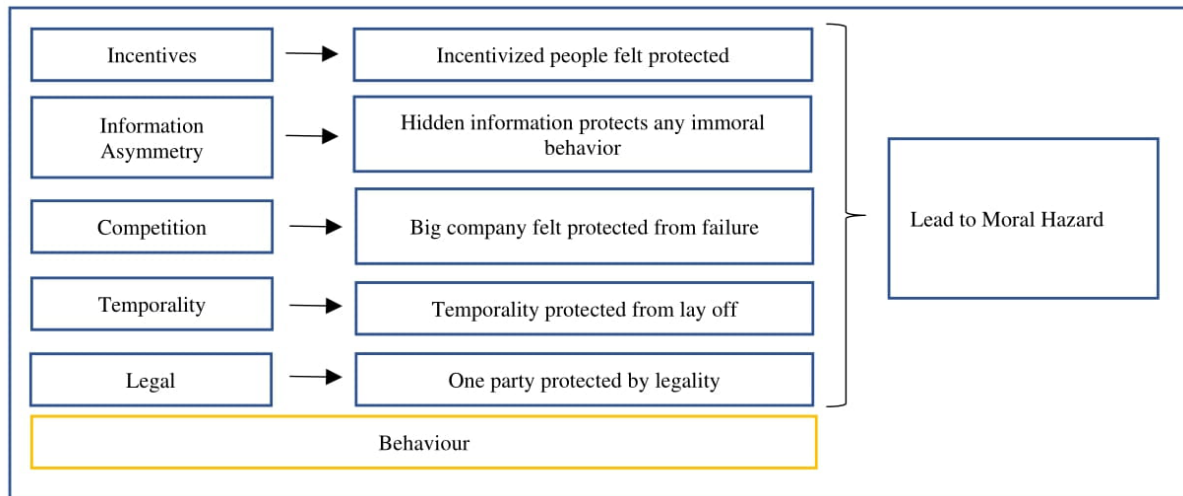 Incentives
Incentivized people felt protected
Information
Asymmetry
Hidden information protects any immoral
behavior
Competition
Big company felt protected from failure
Lead to Moral Hazard
Temporality
Temporality protected from lay off
Legal
One party protected by legality
Behaviour